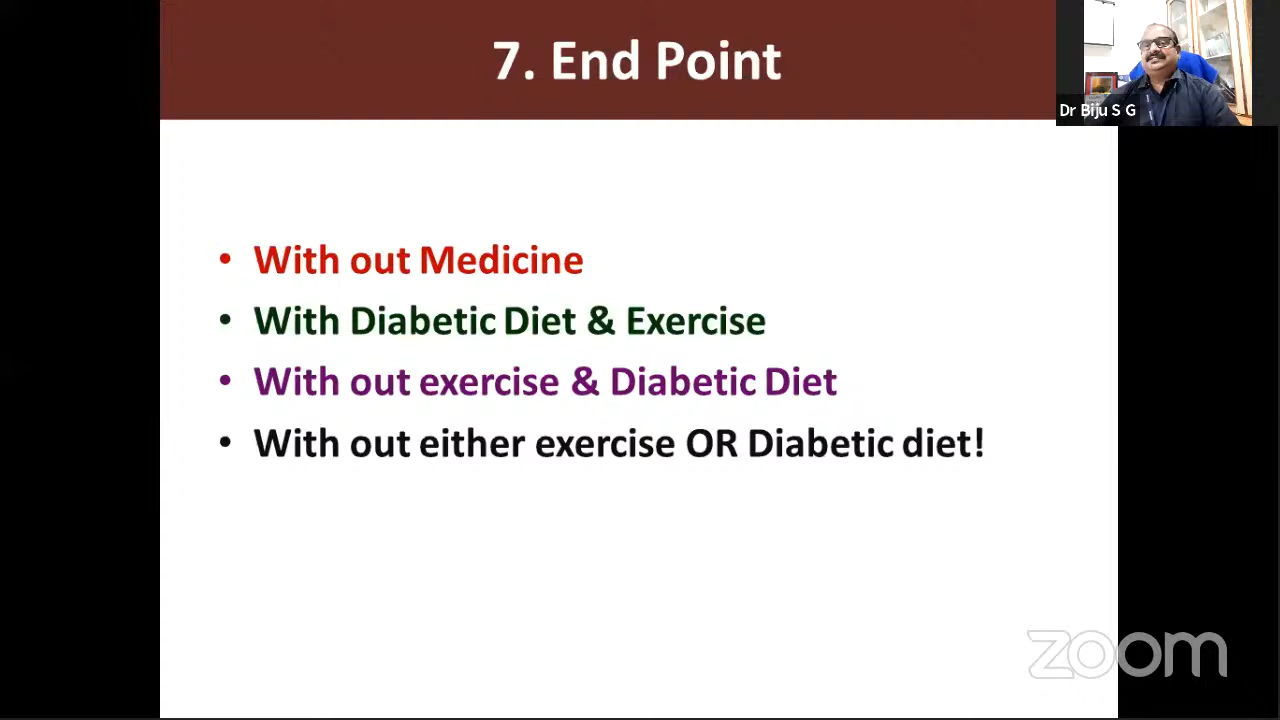 7. End Point
Dr Biju S G
• With out Medicine
• With Diabetic Diet & Exercise
• With out exercise & Diabetic Diet
• With out either exercise OR Diabetic diet!
zoom